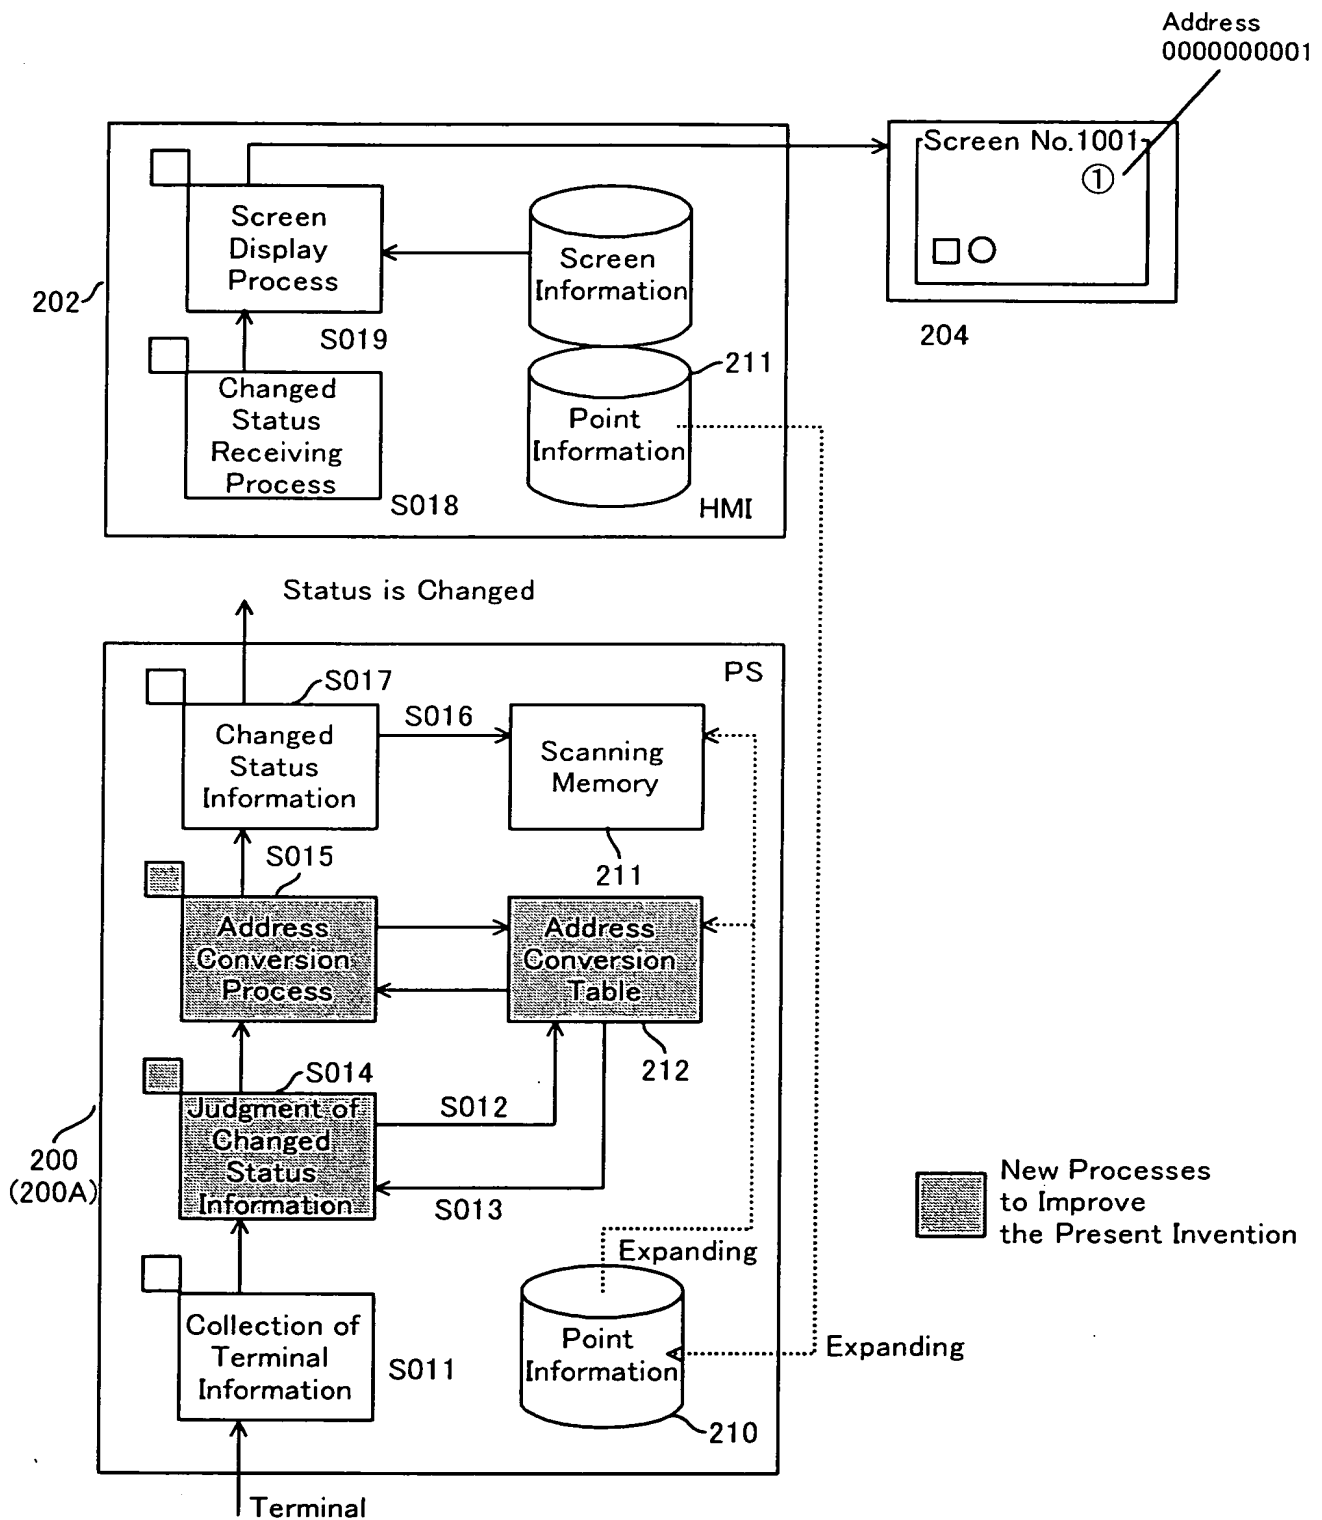 Address
0000000001
Screen No.1001
①
204
Screen
Display
Process
S019
Screen
Information
202
Changed
Status
Receiving
Process
S018
211
Point
Information
HMI
Status is Changed
PS
S017
Changed
Status
Information
S016
Scanning
Memory
211
S015
Address
Conversion
Process
Address
Conversion
Table
212
S014
Judgment of
Changed
Status
Information
S012
S013
200
(200A)
New Processes
to Improve
the Present Invention
Expanding
Collection of
Terminal
Information
S011
Point
Information
Expanding
210
Terminal